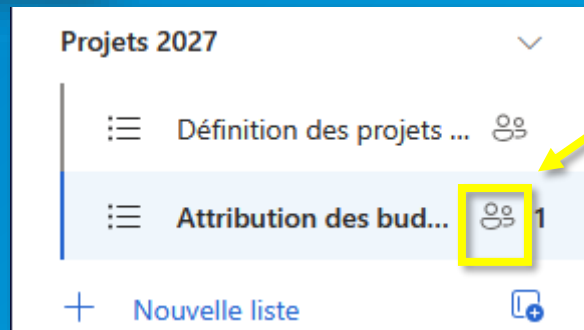 Projets 2027
Définition des projets ...
Attribution des bud... 1
Nouvelle liste